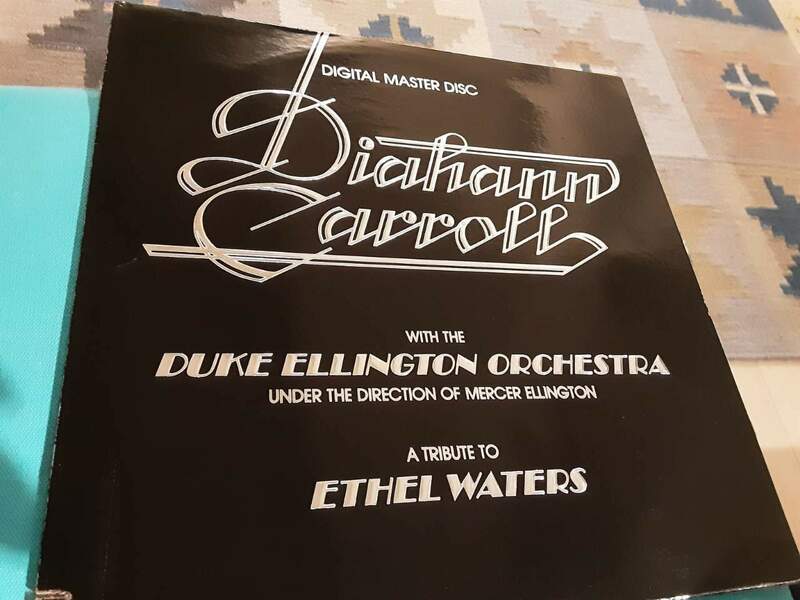 DIGITAL MASTER DISC
Diahann
Carroll
WITH THE
DUKE ELLINGTON ORCHESTRA
UNDER THE DIRECTION OF MERCER ELLINGTON
A TRIBUTE TO
ETHEL WATERS